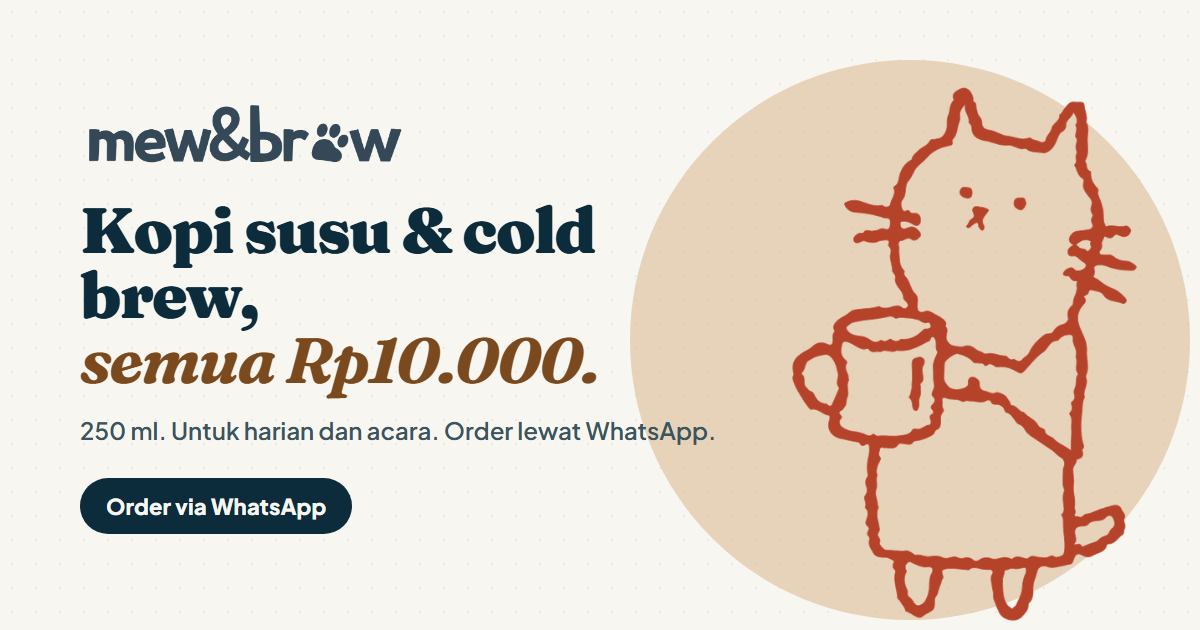 mew&brow
Kopi susu & cold
brew,
semua Rp10.000.
250 ml. Untuk harian dan acara. Order lewat WhatsApp.
Order via WhatsApp